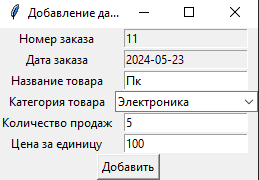 Добавление да...
Номер заказа 11
Дата заказа 2024-05-23
Название товара Пк
Категория товара Электроника
Количество продаж 5
Цена за единицу 100
Добавить